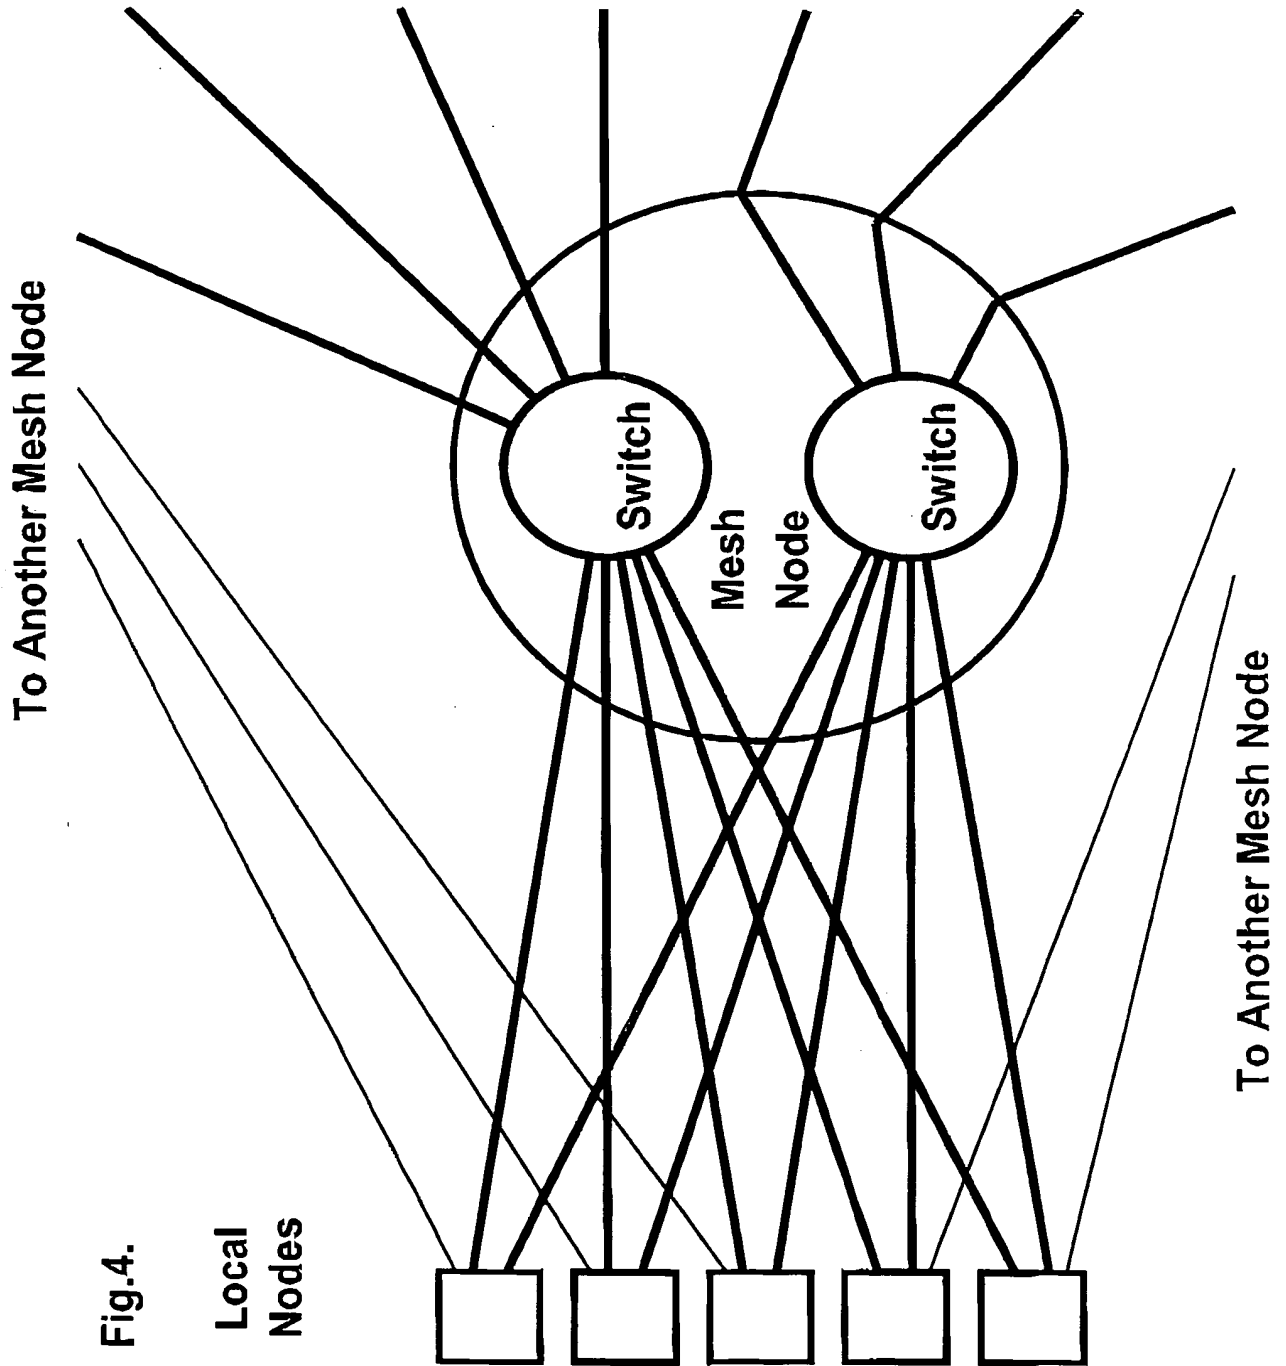 Fig.4.
To Another Mesh Node
Local
Nodes
Switch
Mesh
Node
Switch
To Another Mesh Node